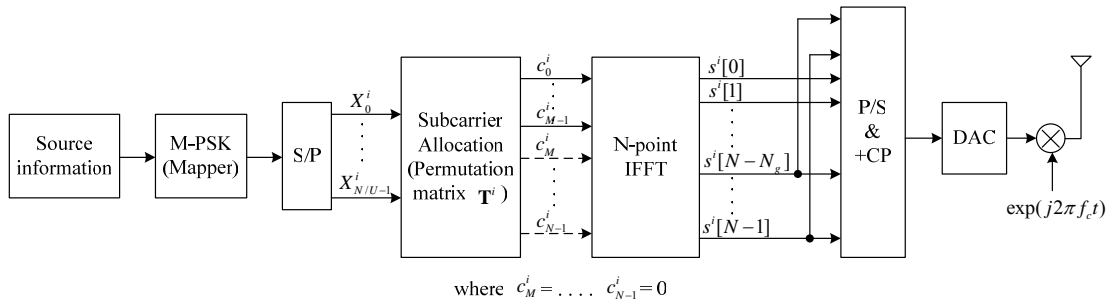 Source
information
M-PSK
(Mapper)
S/P
X_0^i
X_{N/U-1}^i
Subcarrier
Allocation
(Permutation
matrix T^i )
c_0^i
c_{M-1}^i
c_M^i
c_{N-1}^i
N-point
IFFT
s^i[0]
s^i[1]
s^i[N-N_g]
s^i[N-1]
P/S
&
+CP
DAC
exp(j2πf_ct)
where c_M^i = .... c_{N-1}^i = 0